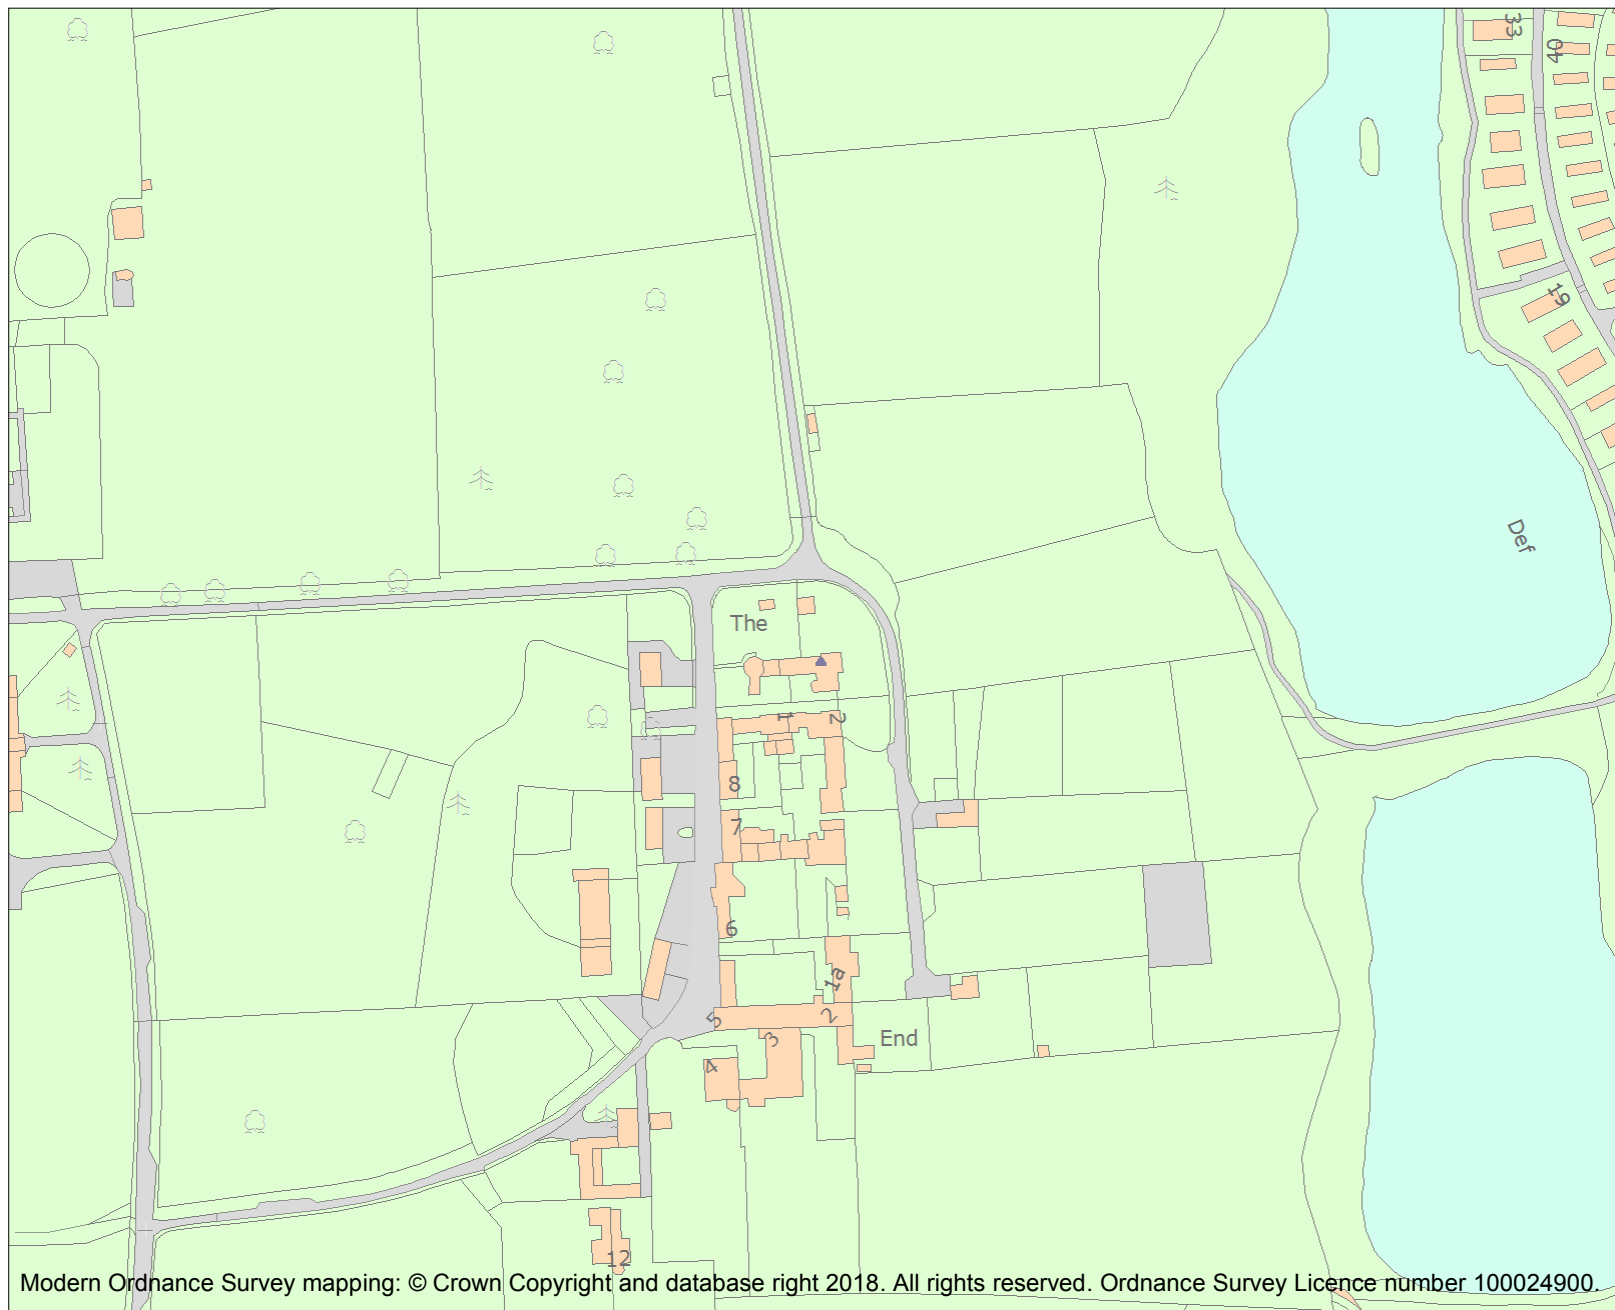 33
40
19
Def
The
1
2
8
7
6
1a
5
2
3
End
4
12
Modern Ordnance Survey mapping: © Crown Copyright and database right 2018. All rights reserved. Ordnance Survey Licence number 100024900.